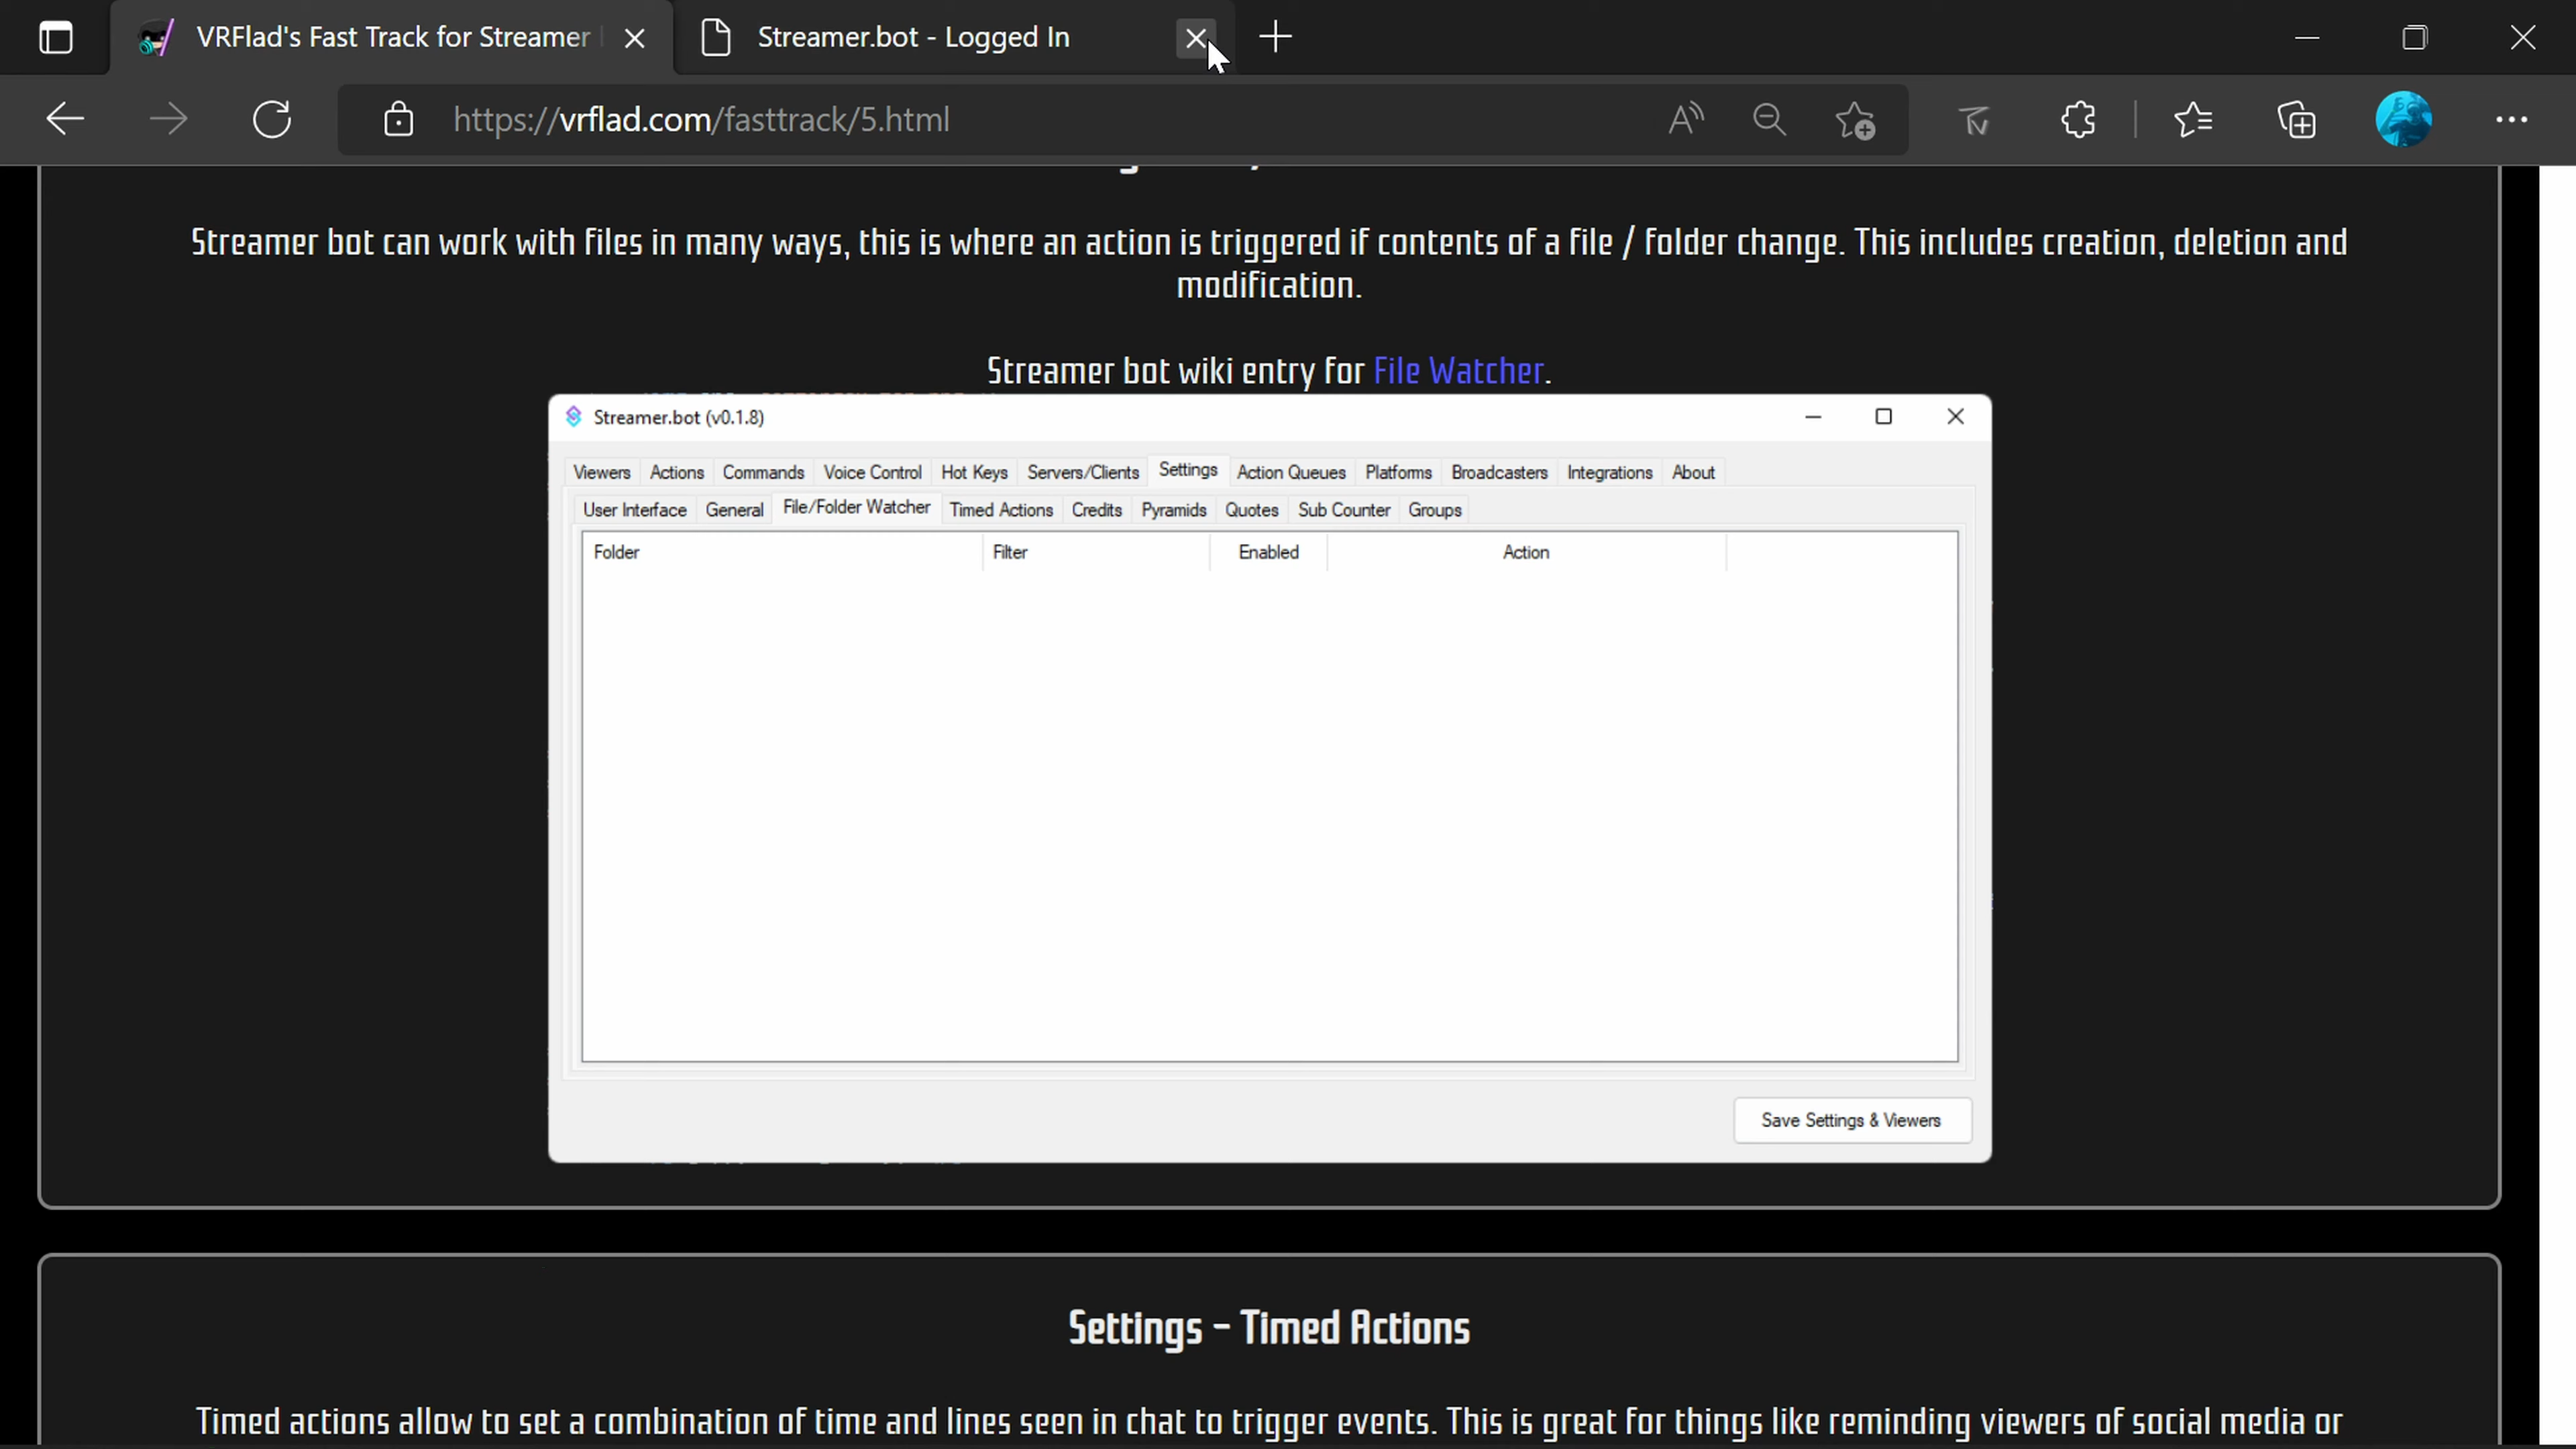 VRFlad's Fast Track for Streamer
Streamer.bot - Logged In
https://vrflad.com/fasttrack/5.html
Streamer bot can work with files in many ways, this is where an action is triggered if contents of a file / folder change. This includes creation, deletion and
modification.
Streamer bot wiki entry for File Watcher.
Streamer.bot (v0.1.8)
Viewers Actions Commands Voice Control Hot Keys Servers/Clients Settings Action Queues Platforms Broadcasters Integrations About
User Interface General File/Folder Watcher Timed Actions Credits Pyramids Quotes Sub Counter Groups
Folder Filter Enabled Action
Save Settings & Viewers
Settings - Timed Actions
Timed actions allow to set a combination of time and lines seen in chat to trigger events. This is great for things like reminding viewers of social media or